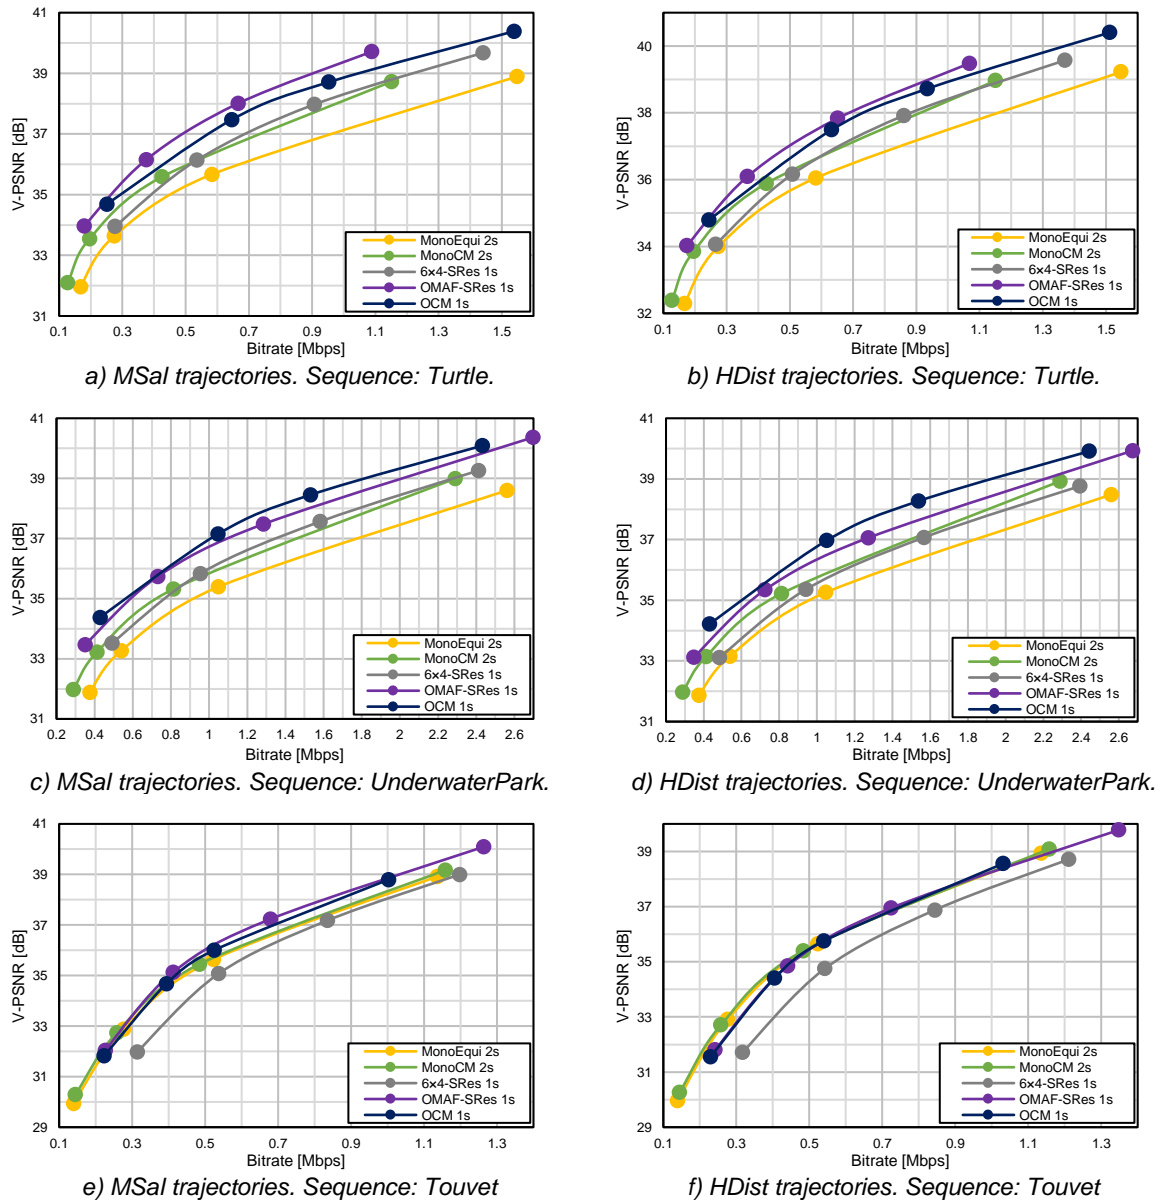 41
39
37
35
33
31
V-PSNR [dB]
0.1 0.3 0.5 0.7 0.9 1.1 1.3 1.5
Bitrate [Mbps]
MonoEqui 2s
MonoCM 2s
6×4-SRes 1s
OMAF-SRes 1s
OCM 1s
a) MSal trajectories. Sequence: Turtle.
40
38
36
34
32
V-PSNR [dB]
0.1 0.3 0.5 0.7 0.9 1.1 1.3 1.5
Bitrate [Mbps]
MonoEqui 2s
MonoCM 2s
6×4-SRes 1s
OMAF-SRes 1s
OCM 1s
b) HDist trajectories. Sequence: Turtle.
41
39
37
35
33
31
V-PSNR [dB]
0.2 0.4 0.6 0.8 1 1.2 1.4 1.6 1.8 2 2.2 2.4 2.6
Bitrate [Mbps]
MonoEqui 2s
MonoCM 2s
6×4-SRes 1s
OMAF-SRes 1s
OCM 1s
c) MSal trajectories. Sequence: UnderwaterPark.
41
39
37
35
33
31
V-PSNR [dB]
0.2 0.4 0.6 0.8 1 1.2 1.4 1.6 1.8 2 2.2 2.4 2.6
Bitrate [Mbps]
MonoEqui 2s
MonoCM 2s
6×4-SRes 1s
OMAF-SRes 1s
OCM 1s
d) HDist trajectories. Sequence: UnderwaterPark.
41
39
37
35
33
31
29
V-PSNR [dB]
0.1 0.3 0.5 0.7 0.9 1.1 1.3
Bitrate [Mbps]
MonoEqui 2s
MonoCM 2s
6×4-SRes 1s
OMAF-SRes 1s
OCM 1s
e) MSal trajectories. Sequence: Touvet
39
37
35
33
31
29
V-PSNR [dB]
0.1 0.3 0.5 0.7 0.9 1.1 1.3
Bitrate [Mbps]
MonoEqui 2s
MonoCM 2s
6×4-SRes 1s
OMAF-SRes 1s
OCM 1s
f) HDist trajectories. Sequence: Touvet